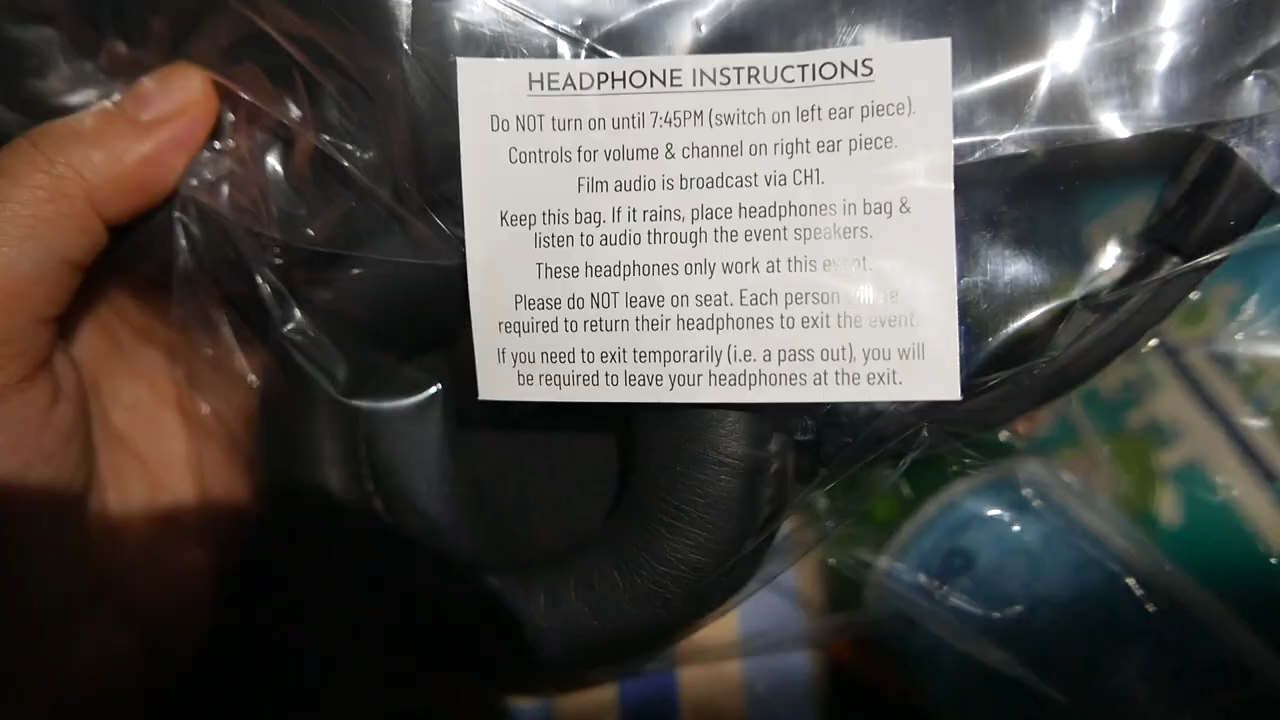 HEADPHONE INSTRUCTIONS
Do NOT turn on until 7:45PM (switch on left ear piece).
Controls for volume & channel on right ear piece.
Film audio is broadcast via CH1.
Keep this bag. If it rains, place headphones in bag &
listen to audio through the event speakers.
These headphones only work at this event.
Please do NOT leave on seat. Each person will be
required to return their headphones to exit the event.
If you need to exit temporarily (i.e. a pass out), you will
be required to leave your headphones at the exit.